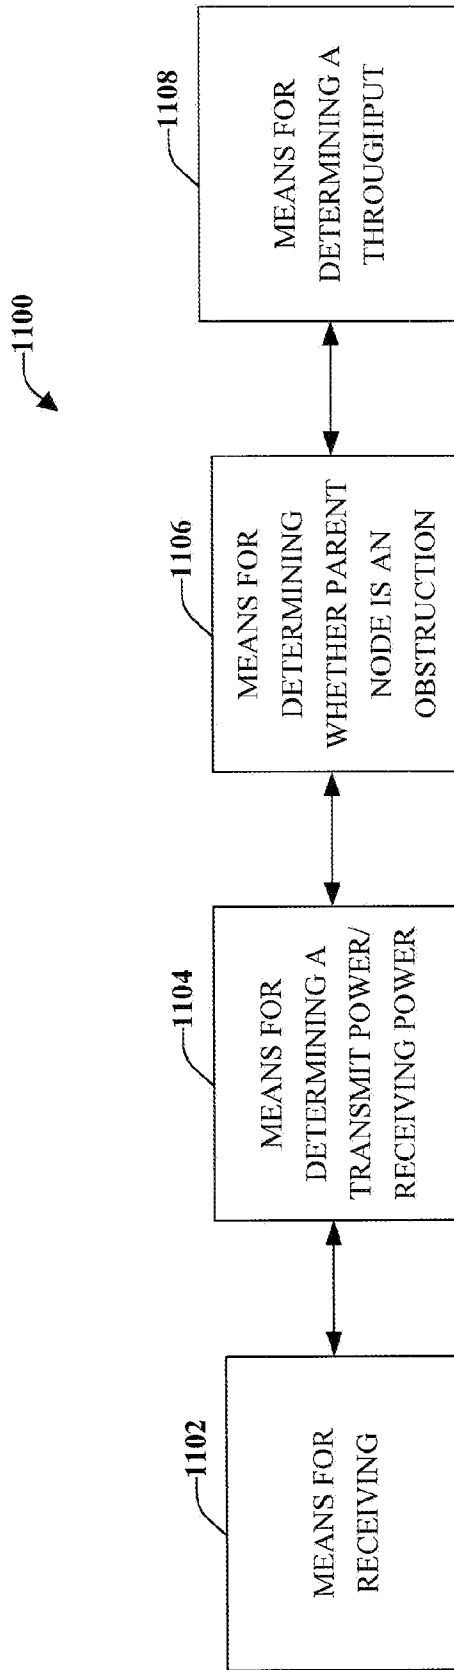 1100
1102
MEANS FOR
RECEIVING
1104
MEANS FOR
DETERMINING A
TRANSMIT POWER/
RECEIVING POWER
1106
MEANS FOR
DETERMINING
WHETHER PARENT
NODE IS AN
OBSTRUCTION
1108
MEANS FOR
DETERMINING A
THROUGHPUT